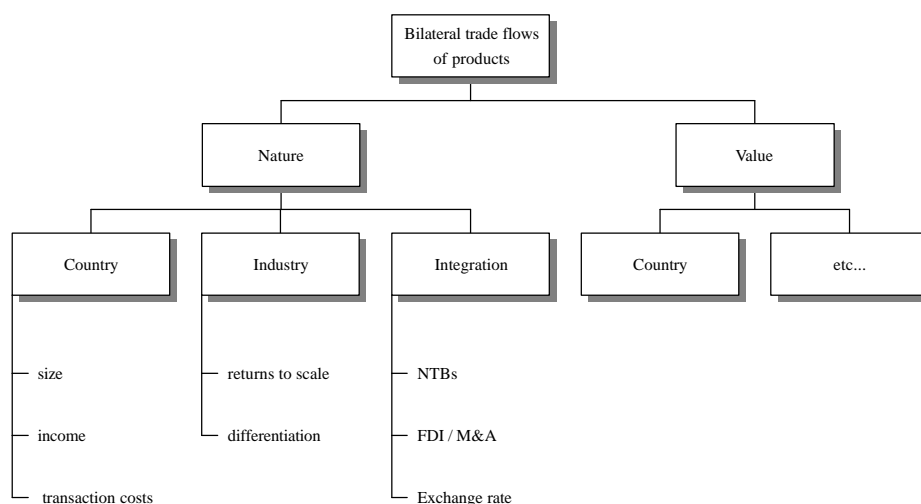 Bilateral trade flows
of products
Nature
Value
Country
Industry
Integration
Country
etc...
size
returns to scale
NTBs
income
differentiation
FDI / M&A
transaction costs
Exchange rate